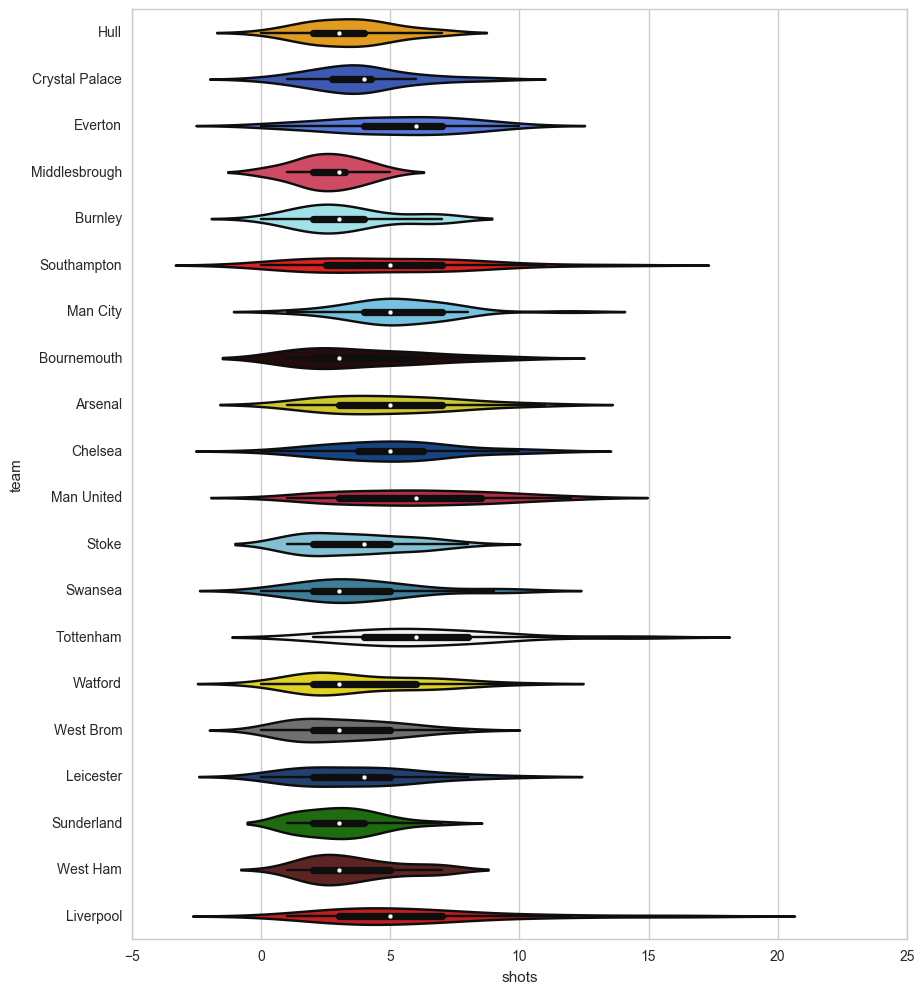 Hull
Crystal Palace
Everton
Middlesbrough
Burnley
Southampton
Man City
Bournemouth
Arsenal
Chelsea
Man United
Stoke
Swansea
Tottenham
Watford
West Brom
Leicester
Sunderland
West Ham
Liverpool
team
−5 0 5 10 15 20 25
shots